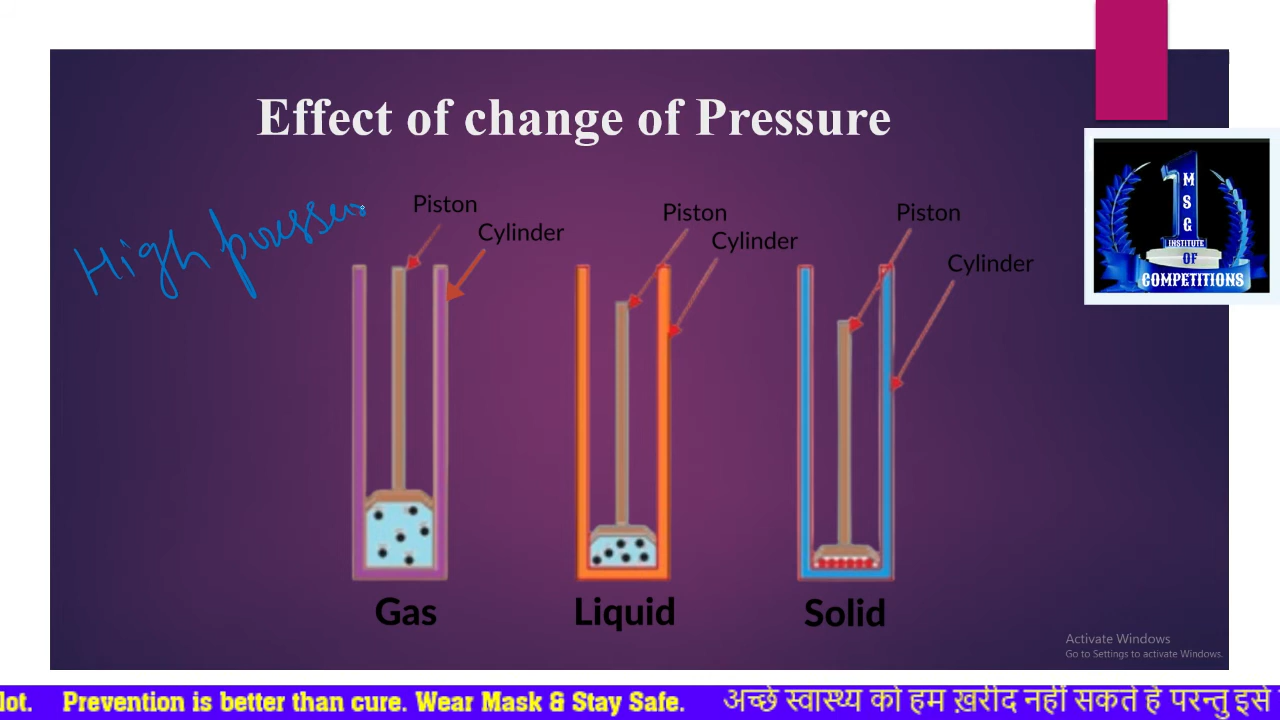 Effect of change of Pressure
High pressur
Piston
Cylinder
Piston
Cylinder
Piston
Cylinder
Gas
Liquid
Solid
1
M
S
G
INSTITUTE
OF
COMPETITIONS
Activate Windows
Go to Settings to activate Windows.
lot. Prevention is better than cure. Wear Mask & Stay Safe. अच्छे स्वास्थ्य को हम ख़रीद नहीं सकते हैं परन्तु इसे